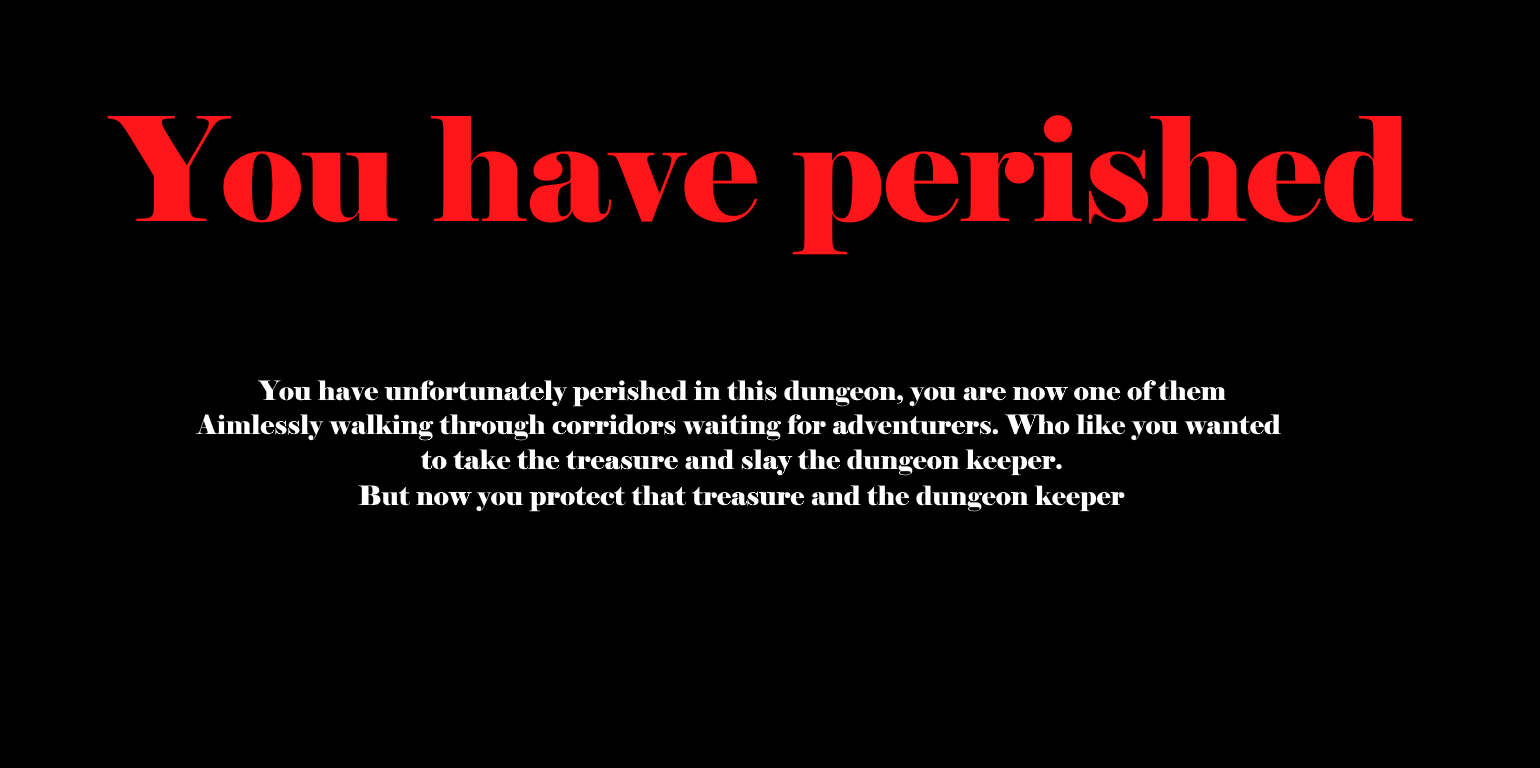 You have perished
You have unfortunately perished in this dungeon, you are now one of them
Aimlessly walking through corridors waiting for adventurers. Who like you wanted
to take the treasure and slay the dungeon keeper.
But now you protect that treasure and the dungeon keeper